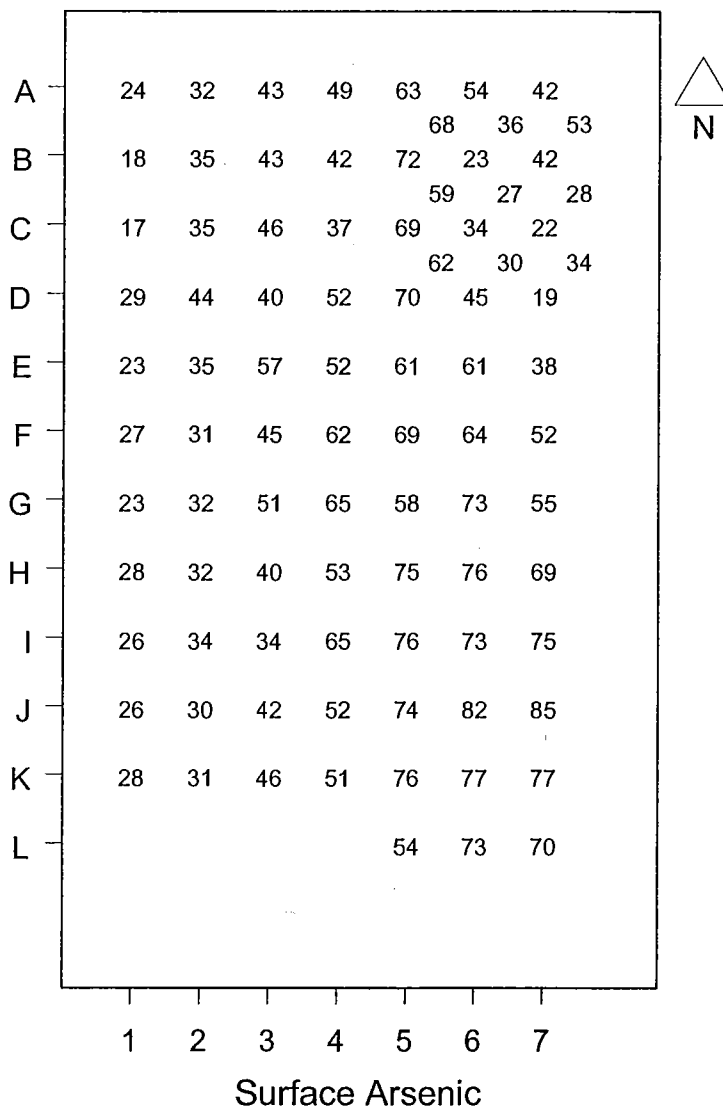 A 24 32 43 49 63 54 42
68 36 53
N
B 18 35 43 42 72 23 42
59 27 28
C 17 35 46 37 69 34 22
62 30 34
D 29 44 40 52 70 45 19
E 23 35 57 52 61 61 38
F 27 31 45 62 69 64 52
G 23 32 51 65 58 73 55
H 28 32 40 53 75 76 69
I 26 34 34 65 76 73 75
J 26 30 42 52 74 82 85
K 28 31 46 51 76 77 77
L 54 73 70
1 2 3 4 5 6 7
Surface Arsenic